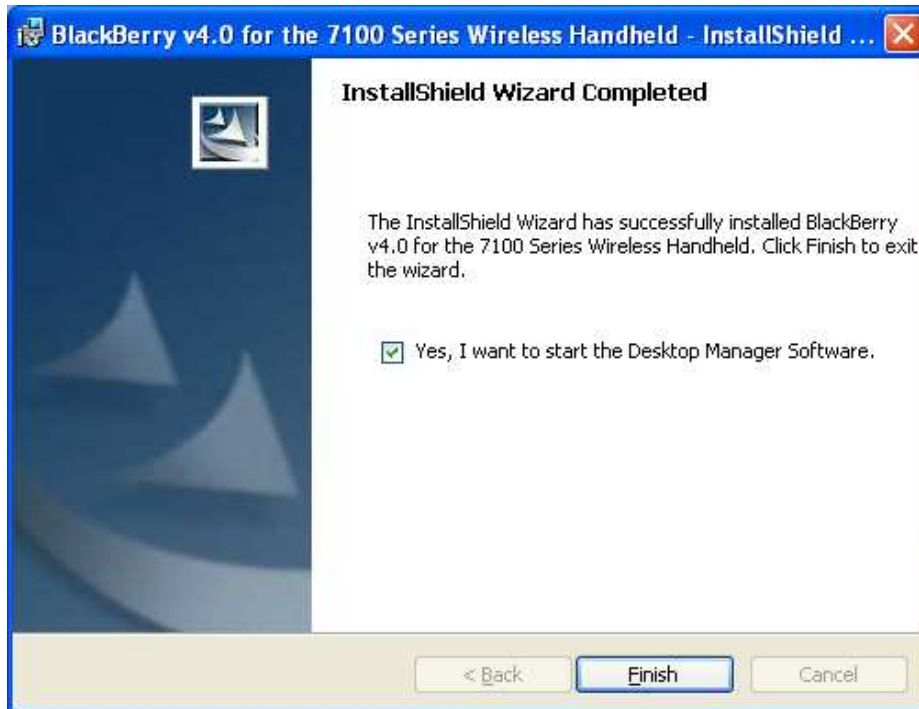 BlackBerry v4.0 for the 7100 Series Wireless Handheld - InstallShield ...
InstallShield Wizard Completed
The InstallShield Wizard has successfully installed BlackBerry
v4.0 for the 7100 Series Wireless Handheld. Click Finish to exit
the wizard.
Yes, I want to start the Desktop Manager Software.
< Back
Finish
Cancel